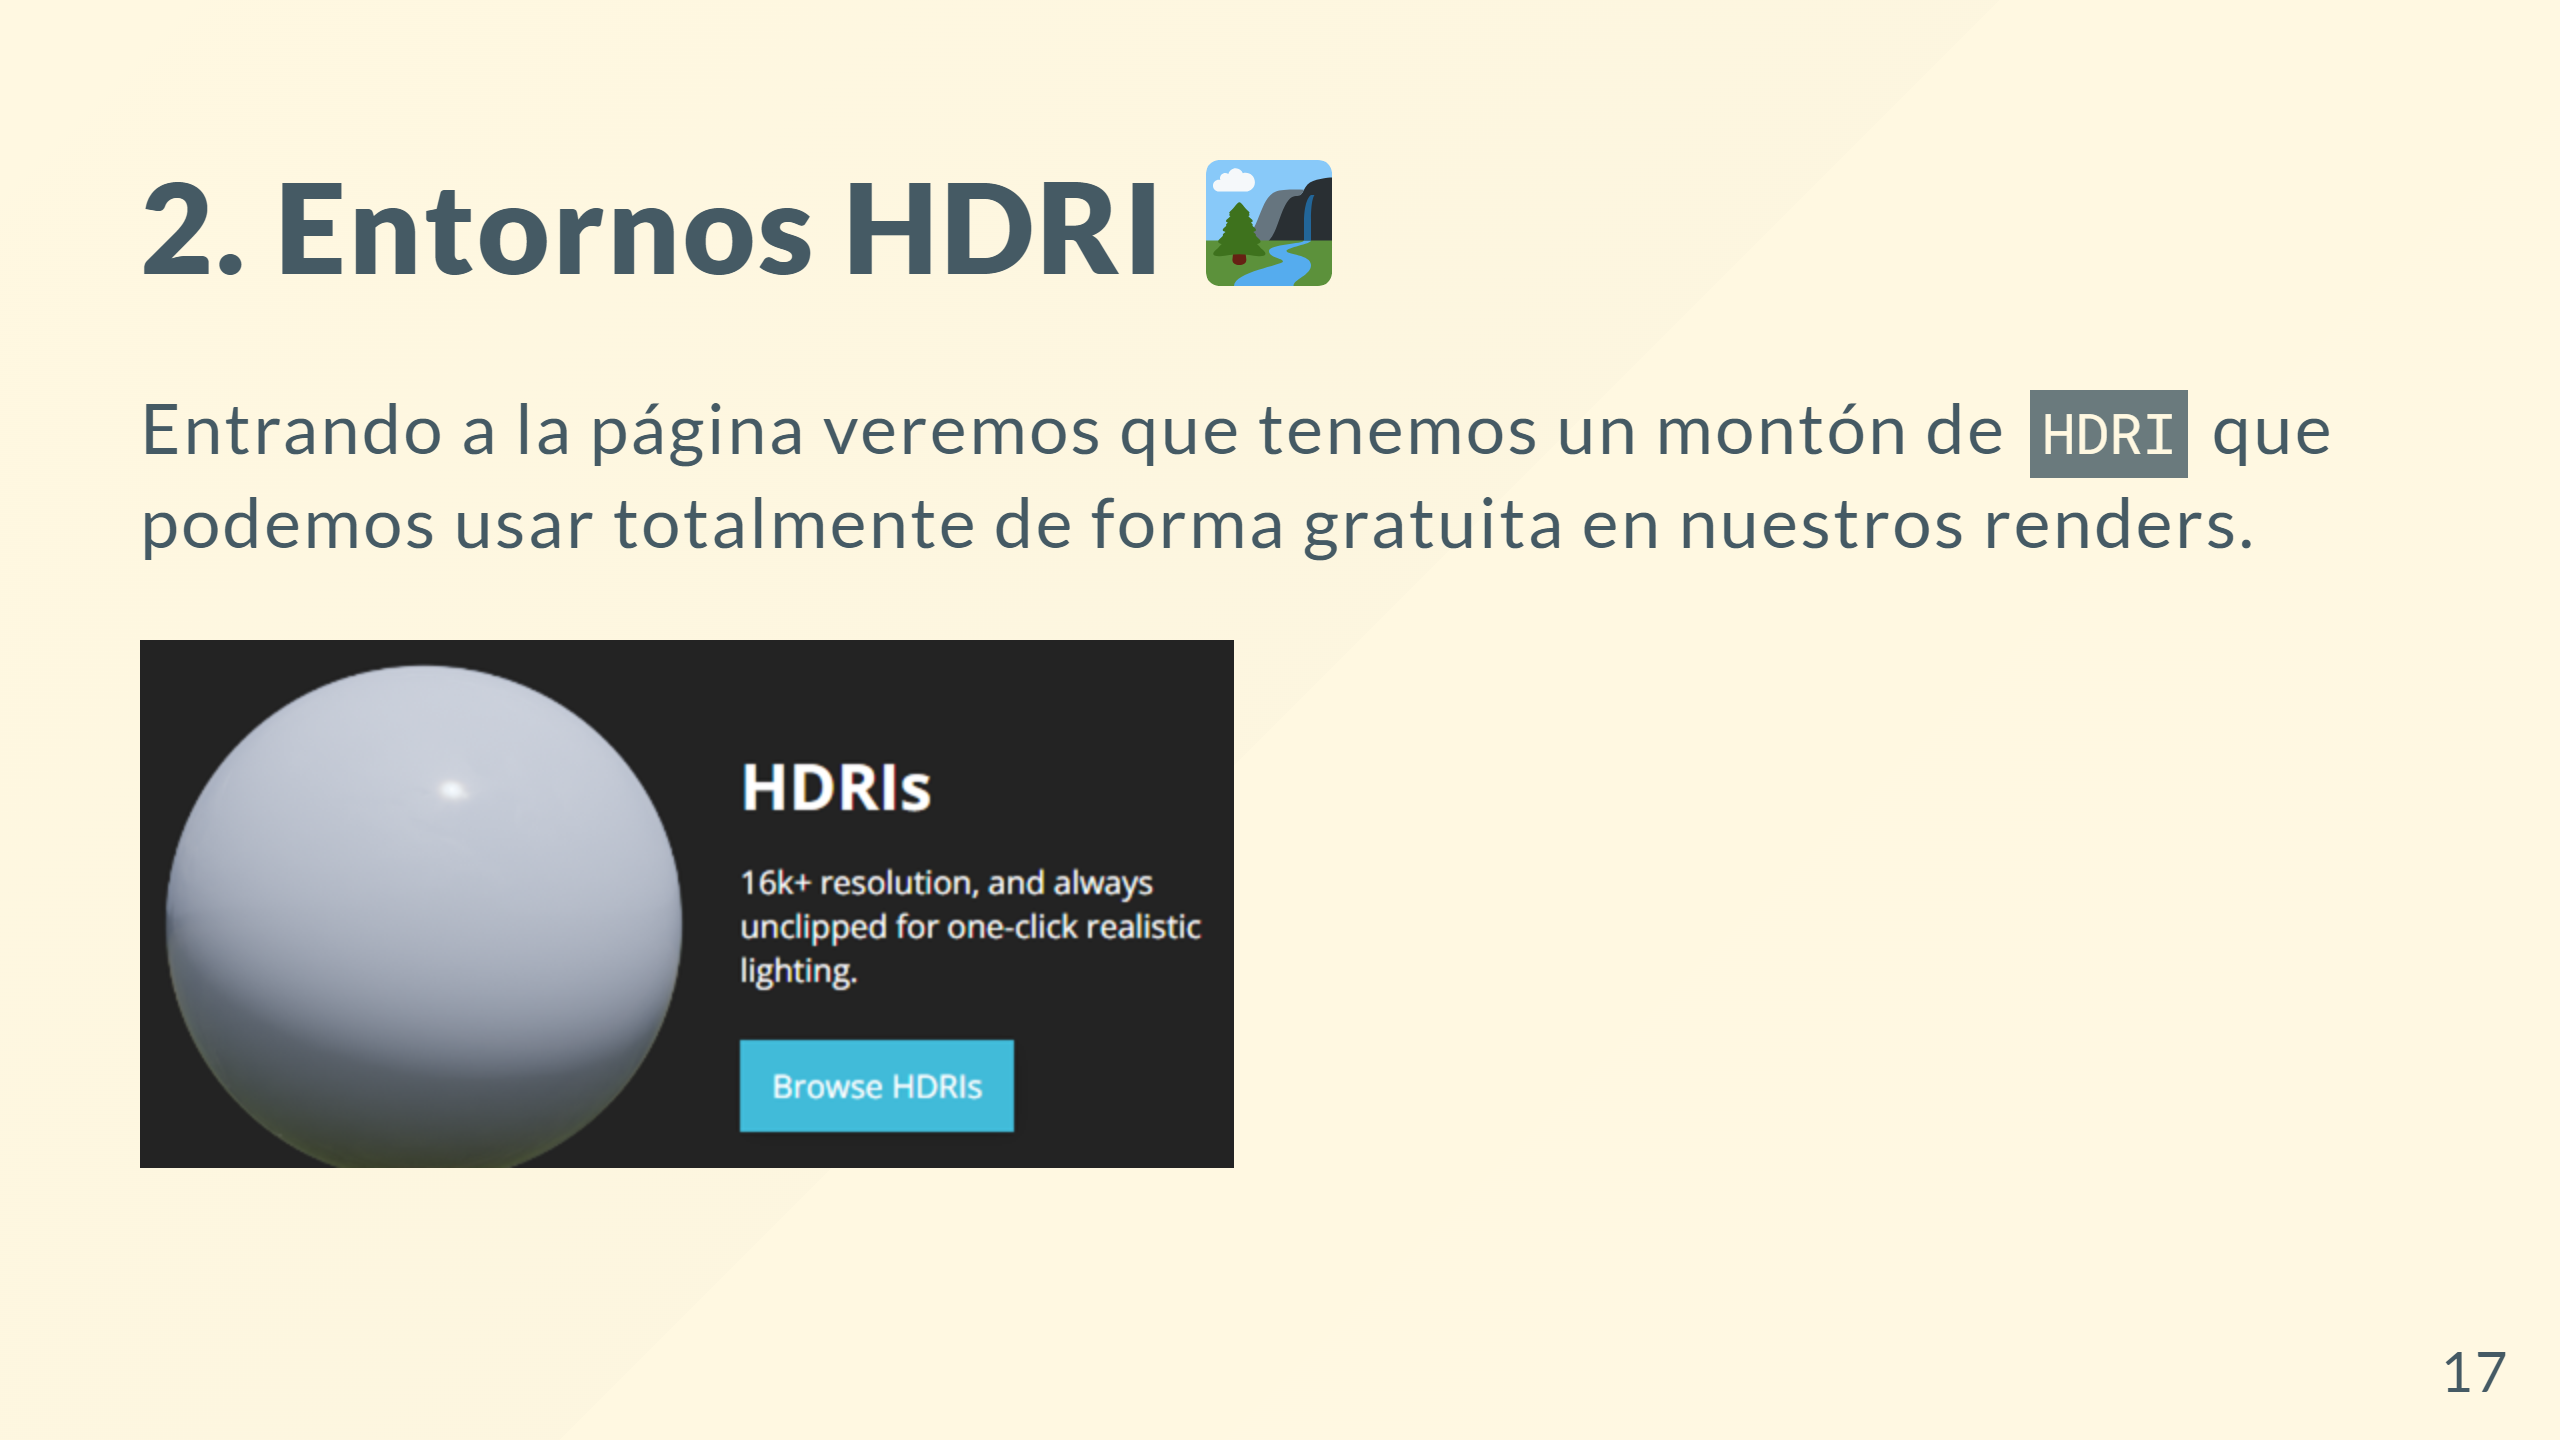 2. Entornos HDRI
Entrando a la página veremos que tenemos un montón de HDRI que
podemos usar totalmente de forma gratuita en nuestros renders.
HDRIs
16k+ resolution, and always
unclipped for one-click realistic
lighting.
Browse HDRIs
17